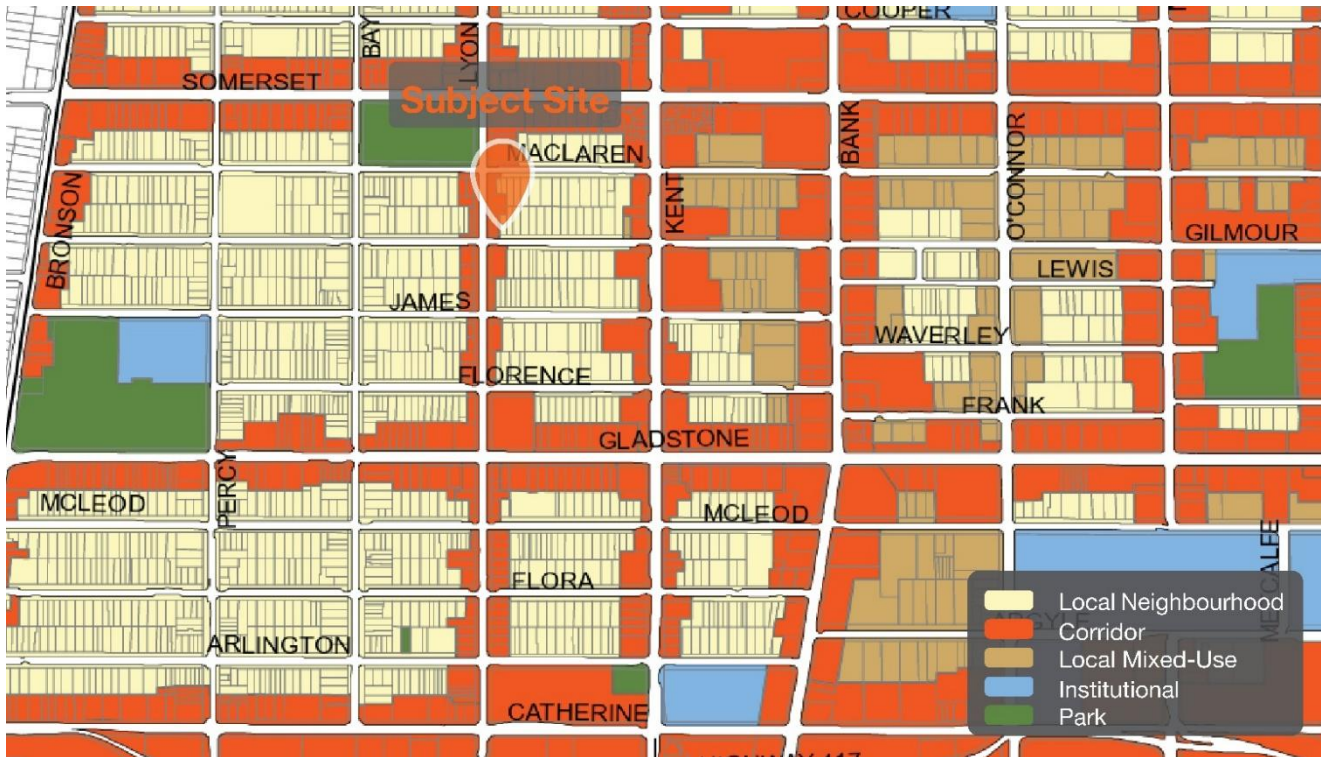 COOPER
BAY
LYON
SOMERSET
Subject Site
MACLAREN
BANK
O'CONNOR
KENT
BRONSON
GILMOUR
LEWIS
JAMES
WAVERLEY
FLORENCE
FRANK
GLADSTONE
PERCY
MCLEOD
MCLEOD
METCALFE
FLORA
Local Neighbourhood
Corridor
ARGYLE
ARLINGTON
Local Mixed-Use
Institutional
CATHERINE
Park